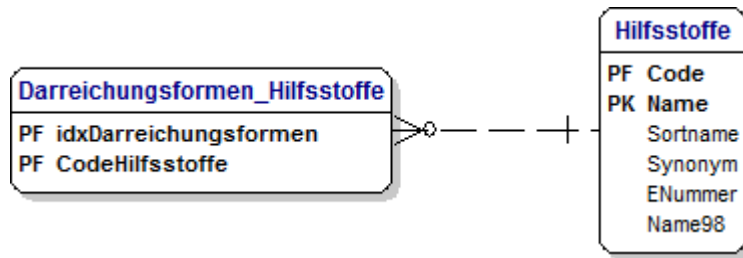 Darreichungsformen_Hilfsstoffe
PF idxDarreichungsformen
PF CodeHilfsstoffe
Hilfsstoffe
PF Code
PK Name
Sortname
Synonym
ENummer
Name98